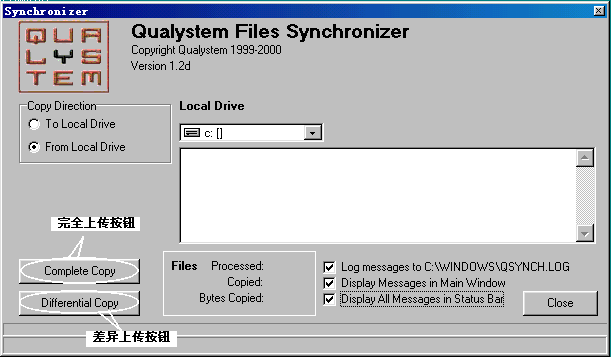 Synchronizer
QUA
LYS
TEM
Qualystem Files Synchronizer
Copyright Qualystem 1999-2000
Version 1.2d
Copy Direction
To Local Drive
From Local Drive
Local Drive
c: []
完全上传按钮
Complete Copy
Differential Copy
差异上传按钮
Files Processed:
Copied:
Bytes Copied:
Log messages to C:\WINDOWS\QSYNCH.LOG
Display Messages in Main Window
Display All Messages in Status Bar
Close